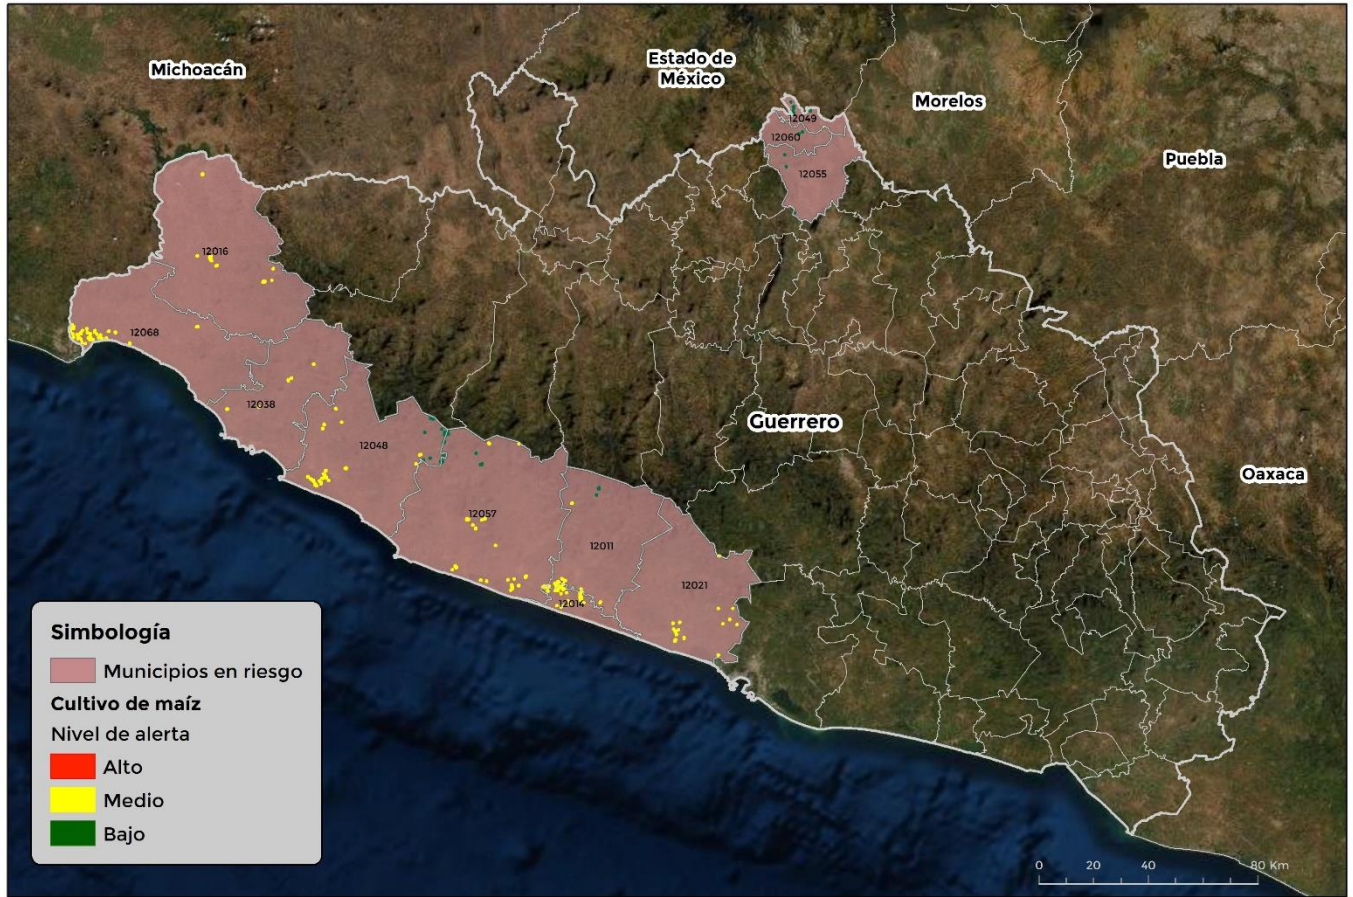 Michoacán
Estado de
México
Morelos
Puebla
12049
12060
12055
12016
12068
12038
12048
Guerrero
Oaxaca
12057
12011
12021
12014
Simbología
Municipios en riesgo
Cultivo de maíz
Nivel de alerta
Alto
Medio
Bajo
0 20 40 80 Km